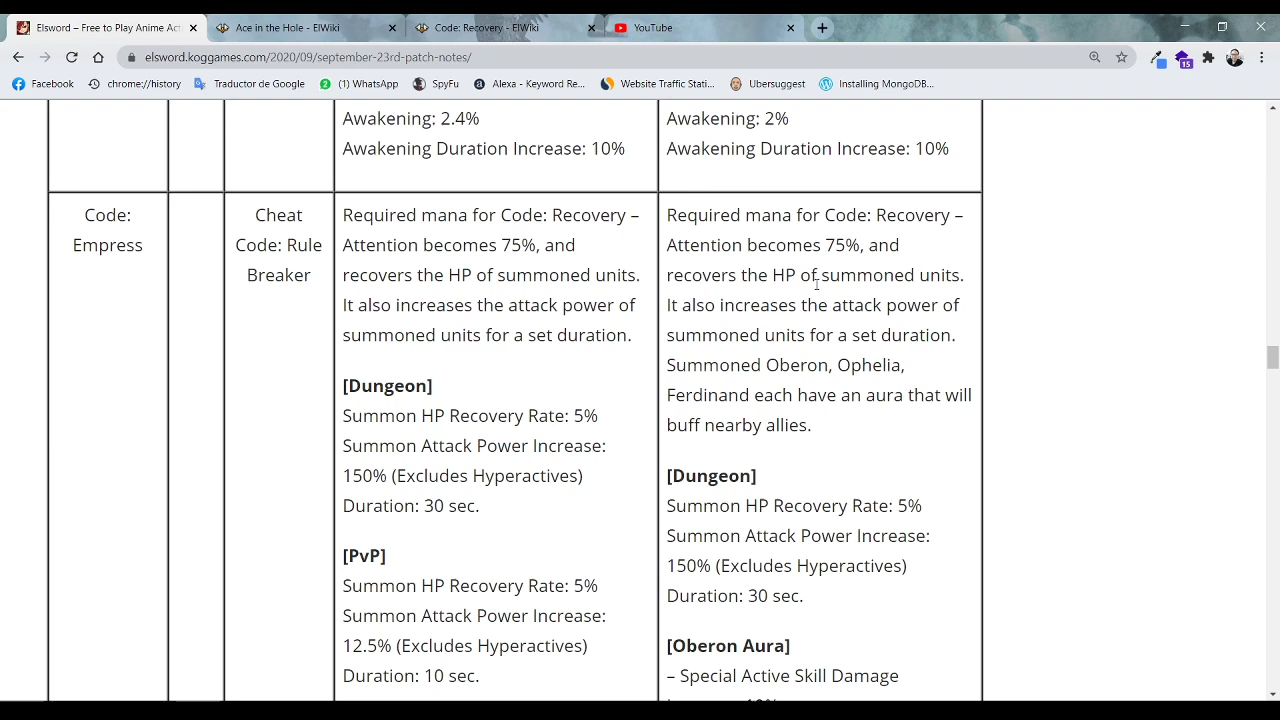 Elsword – Free to Play Anime Act
Ace in the Hole - ElWiki
Code: Recovery - ElWiki
YouTube
elsword.koggames.com/2020/09/september-23rd-patch-notes/
15
Facebook
chrome://history
Traductor de Google
2
(1) WhatsApp
SpyFu
a
Alexa - Keyword Re...
Website Traffic Stati...
Ubersuggest
Installing MongoDB...
Awakening: 2.4%
Awakening Duration Increase: 10%
Awakening: 2%
Awakening Duration Increase: 10%
Code:
Empress
Cheat
Code: Rule
Breaker
Required mana for Code: Recovery –
Attention becomes 75%, and
recovers the HP of summoned units.
It also increases the attack power of
summoned units for a set duration.
[Dungeon]
Summon HP Recovery Rate: 5%
Summon Attack Power Increase:
150% (Excludes Hyperactives)
Duration: 30 sec.
[PvP]
Summon HP Recovery Rate: 5%
Summon Attack Power Increase:
12.5% (Excludes Hyperactives)
Duration: 10 sec.
Required mana for Code: Recovery –
Attention becomes 75%, and
recovers the HP of summoned units.
It also increases the attack power of
summoned units for a set duration.
Summoned Oberon, Ophelia,
Ferdinand each have an aura that will
buff nearby allies.
[Dungeon]
Summon HP Recovery Rate: 5%
Summon Attack Power Increase:
150% (Excludes Hyperactives)
Duration: 30 sec.
[Oberon Aura]
– Special Active Skill Damage